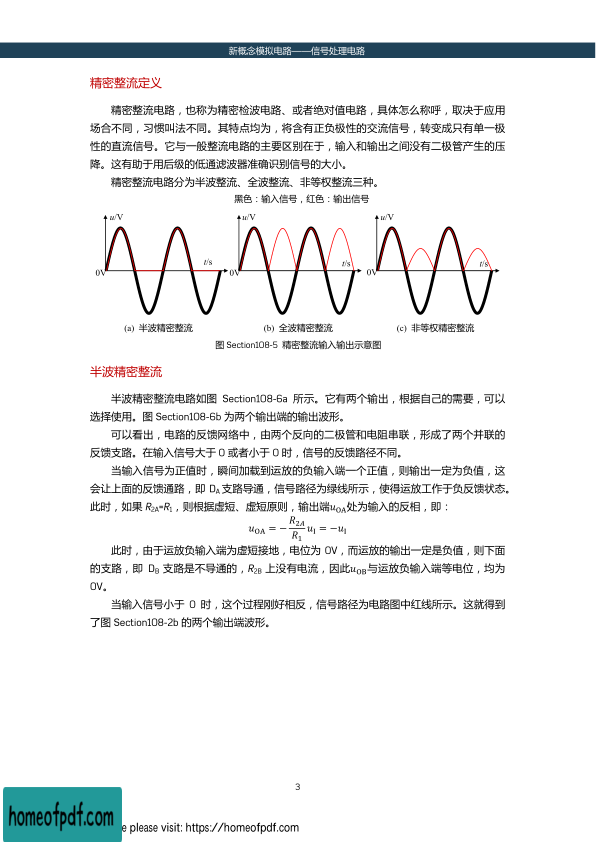 新概念模拟电路——信号处理电路
精密整流定义
精密整流电路，也称为精密检波电路、或者绝对值电路，具体怎么称呼，取决于应用
场合不同，习惯叫法不同。其特点均为，将含有正负极性的交流信号，转变成只有单一极
性的直流信号。它与一般整流电路的主要区别在于，输入和输出之间没有二极管产生的压
降。这有助于用后级的低通滤波器准确识别信号的大小。
精密整流电路分为半波整流、全波整流、非等权整流三种。
黑色：输入信号，红色：输出信号
u/V u/V u/V
t/s t/s t/s
0V 0V 0V
(a) 半波精密整流 (b) 全波精密整流 (c) 非等权精密整流
图 Section108-5 精密整流输入输出示意图
半波精密整流
半波精密整流电路如图 Section108-6a 所示。它有两个输出，根据自己的需要，可以
选择使用。图 Section108-6b 为两个输出端的输出波形。
可以看出，电路的反馈网络中，由两个反向的二极管和电阻串联，形成了两个并联的
反馈支路。在输入信号大于 0 或者小于 0 时，信号的反馈路径不同。
当输入信号为正值时，瞬间加载到运放的负输入端一个正值，则输出一定为负值，这
会让上面的反馈通路，即 DA 支路导通，信号路径为绿线所示，使得运放工作于负反馈状态。
此时，如果 R2A=R1，则根据虚短、虚短原则，输出端uOA处为输入的反相，即：
uOA = − R2A/R1 uI = −uI
此时，由于运放负输入端为虚短接地，电位为 0V，而运放的输出一定是负值，则下面
的支路，即 DB 支路是不导通的，R2B 上没有电流，因此uOB与运放负输入端等电位，均为
0V。
当输入信号小于 0 时，这个过程刚好相反，信号路径为电路图中红线所示。这就得到
了图 Section108-2b 的两个输出端波形。
3
homeofpdf.com
e please visit: https://homeofpdf.com